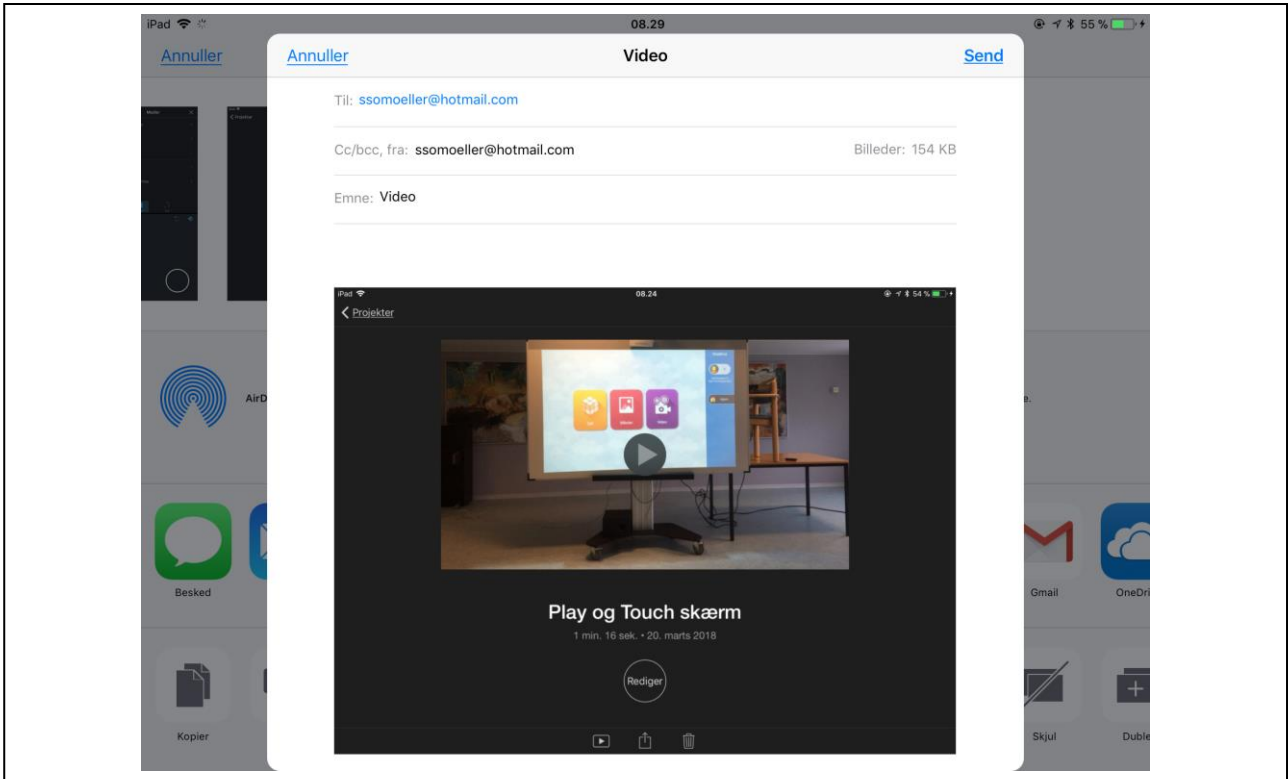 iPad 08.29 55 %
Annuller
Annuller Video Send
Til: ssomoeller@hotmail.com
Cc/bcc, fra: ssomoeller@hotmail.com Billeder: 154 KB
Emne: Video
iPad 08.24 54 %
Projekter
Play og Touch skærm
1 min. 16 sek. • 20. marts 2018
Rediger
AirD
e.
Besked
Gmail
OneDri
Kopier
Skjul
Duble